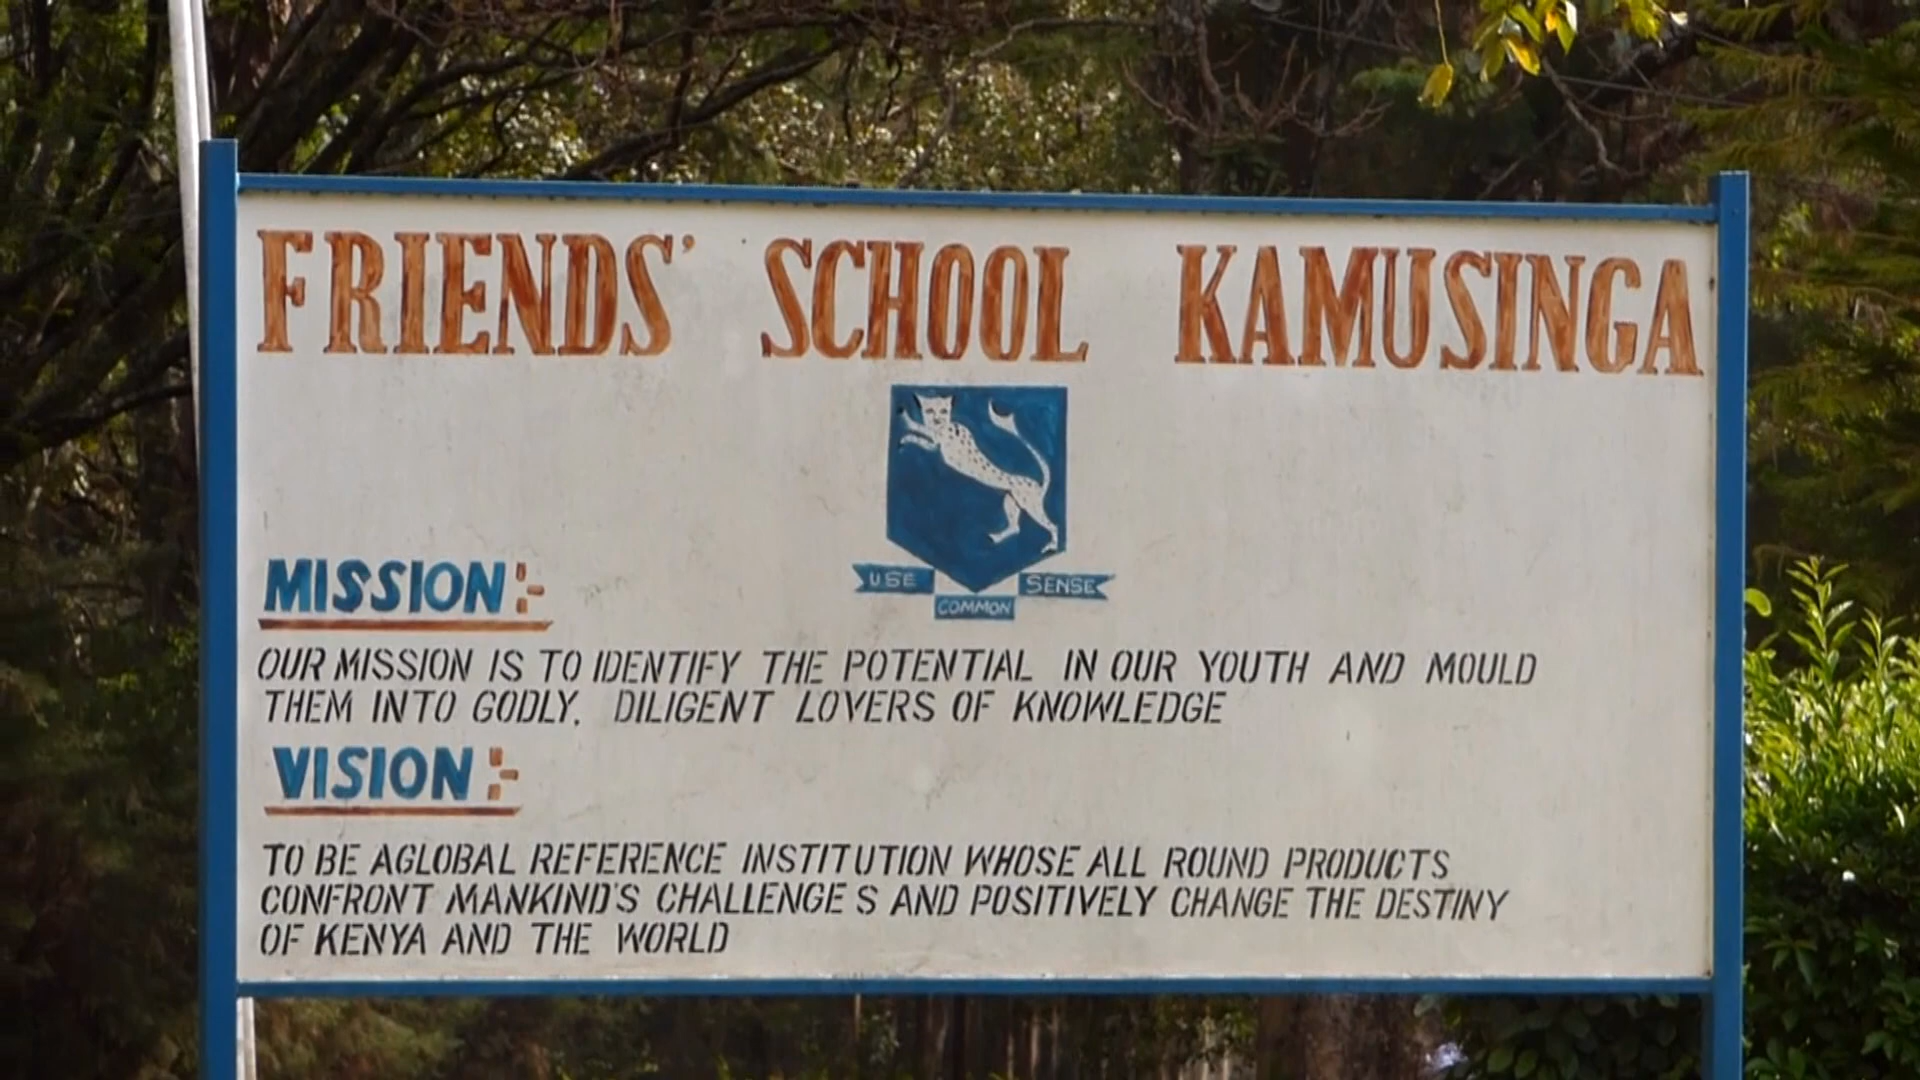 FRIENDS' SCHOOL KAMUSINGA
USE COMMON SENSE
MISSION:-
OUR MISSION IS TO IDENTIFY THE POTENTIAL IN OUR YOUTH AND MOULD
THEM INTO GODLY, DILIGENT LOVERS OF KNOWLEDGE
VISION:-
TO BE AGLOBAL REFERENCE INSTITUTION WHOSE ALL ROUND PRODUCTS
CONFRONT MANKIND'S CHALLENGE S AND POSITIVELY CHANGE THE DESTINY
OF KENYA AND THE WORLD